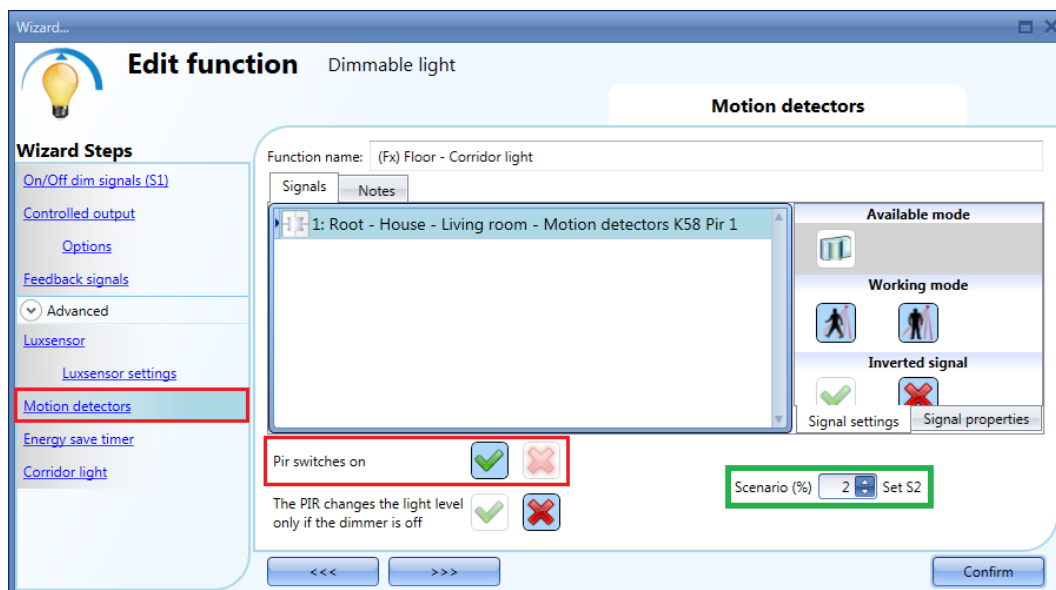 Wizard...
Edit function Dimmable light
Motion detectors
Wizard Steps
On/Off dim signals (S1)
Controlled output
Options
Feedback signals
Advanced
Luxsensor
Luxsensor settings
Motion detectors
Energy save timer
Corridor light
Function name: (Fx) Floor - Corridor light
Signals Notes
1: Root - House - Living room - Motion detectors K58 Pir 1
Available mode
Working mode
Inverted signal
Signal settings Signal properties
Pir switches on
The PIR changes the light level
only if the dimmer is off
Scenario (%) 2 Set S2
<<< >>> Confirm